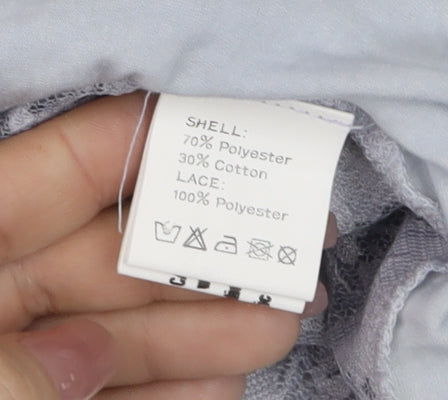 SHELL:
70% Polyester
30% Cotton
LACE:
100% Polyester